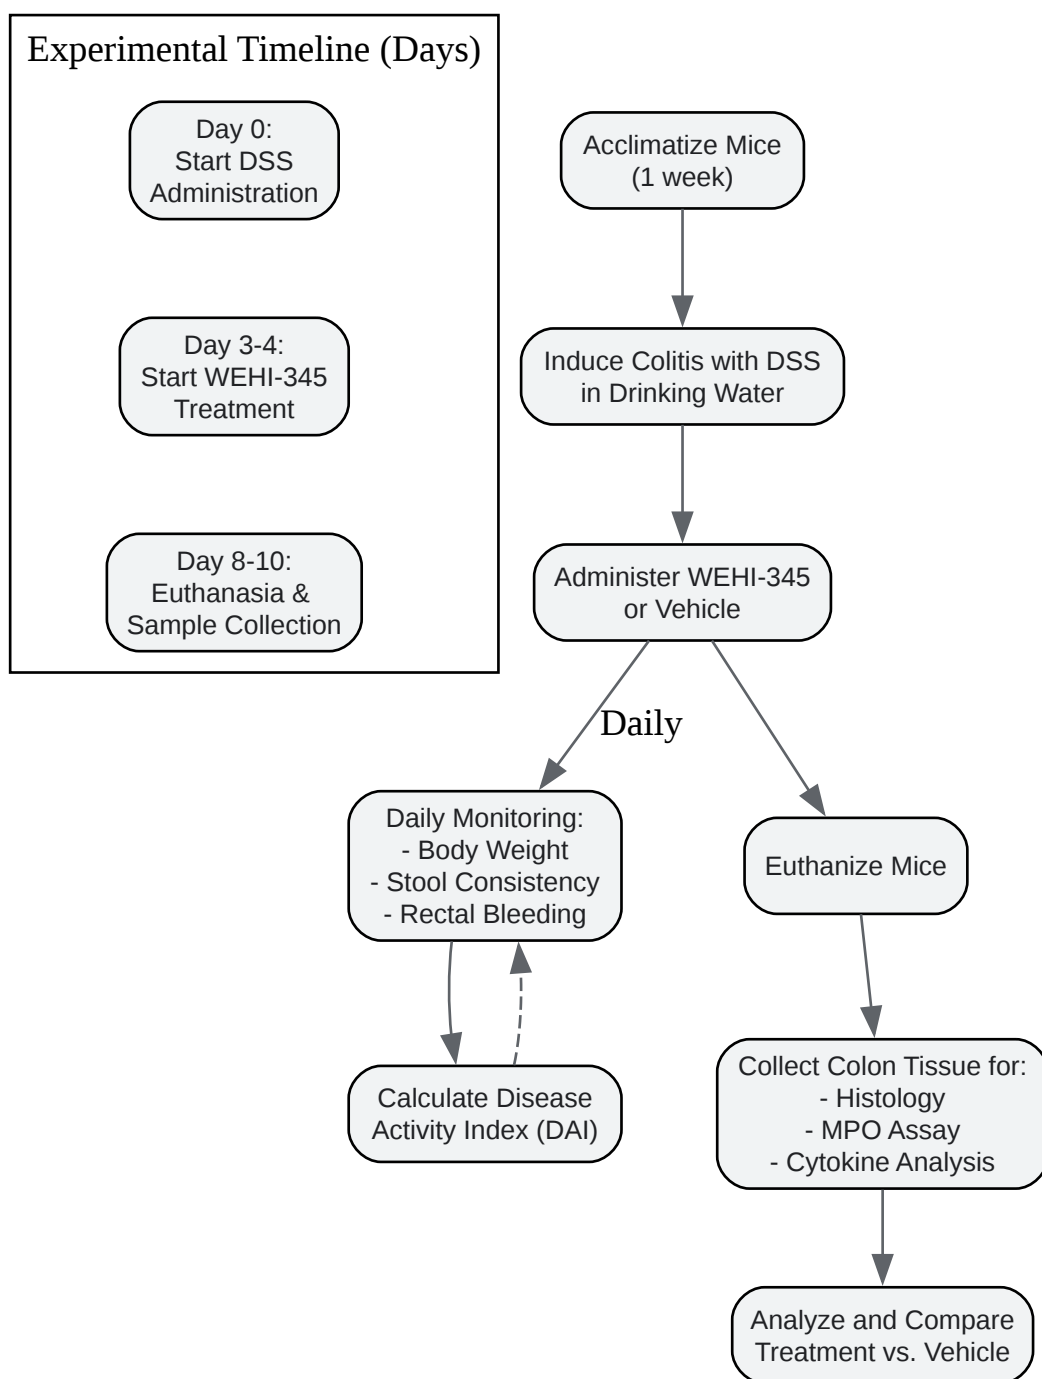 Experimental Timeline (Days)
Day 0:
Start DSS
Administration
Day 3-4:
Start WEHI-345
Treatment
Day 8-10:
Euthanasia &
Sample Collection
Acclimatize Mice
(1 week)
Induce Colitis with DSS
in Drinking Water
Administer WEHI-345
or Vehicle
Daily
Daily Monitoring:
- Body Weight
- Stool Consistency
- Rectal Bleeding
Calculate Disease
Activity Index (DAI)
Euthanize Mice
Collect Colon Tissue for:
- Histology
- MPO Assay
- Cytokine Analysis
Analyze and Compare
Treatment vs. Vehicle